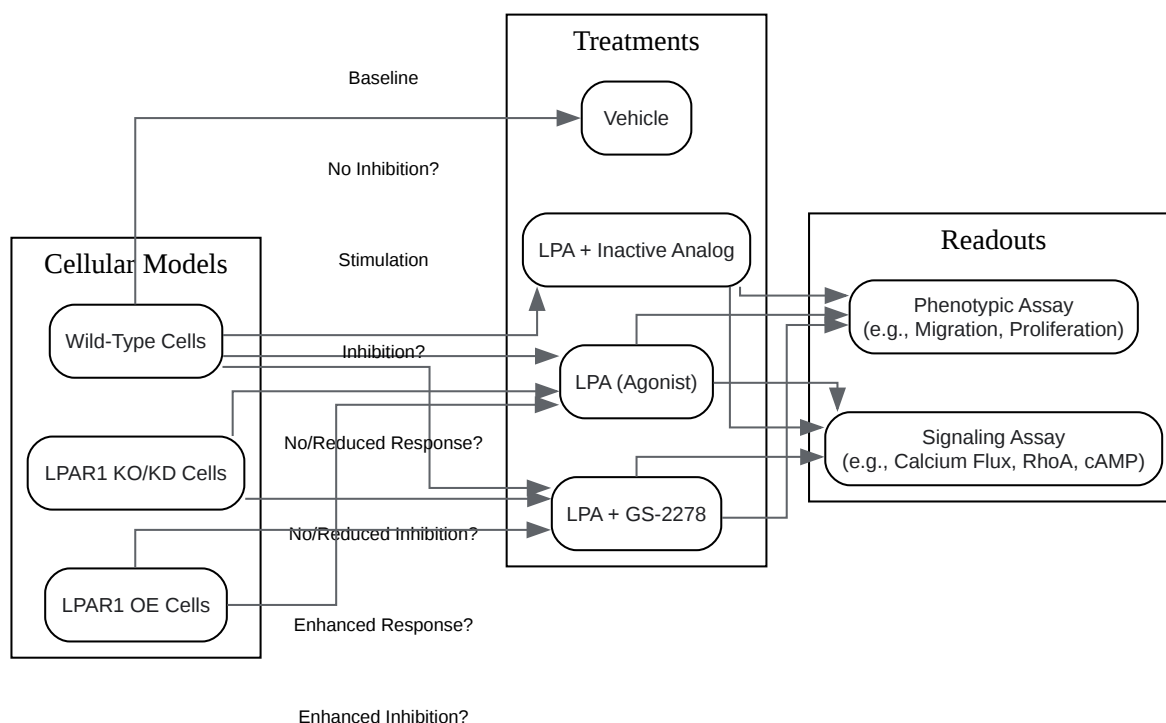 Treatments
Baseline
Vehicle
No Inhibition?
LPA + Inactive Analog
Readouts
Cellular Models
Stimulation
Phenotypic Assay
(e.g., Migration, Proliferation)
Wild-Type Cells
Inhibition?
LPA (Agonist)
No/Reduced Response?
Signaling Assay
(e.g., Calcium Flux, RhoA, cAMP)
LPAR1 KO/KD Cells
LPA + GS-2278
No/Reduced Inhibition?
LPAR1 OE Cells
Enhanced Response?
Enhanced Inhibition?